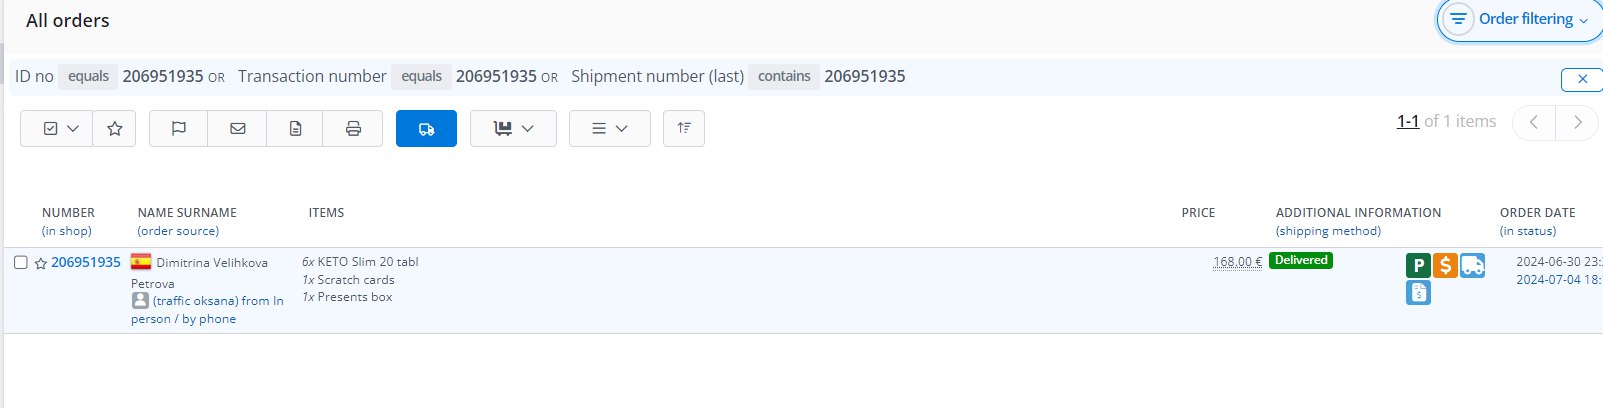 All orders
Order filtering
ID no equals 206951935 OR Transaction number equals 206951935 OR Shipment number (last) contains 206951935
1-1 of 1 items
NUMBER NAME SURNAME ITEMS PRICE ADDITIONAL INFORMATION ORDER DATE
(in shop) (order source) (shipping method) (in status)
206951935 Dimitrina Velihkova 6x KETO Slim 20 tabl 168.00 € Delivered P $ 2024-06-30 23:
Petrova 1x Scratch cards 2024-07-04 18:
(traffic oksana) from In 1x Presents box $
person / by phone